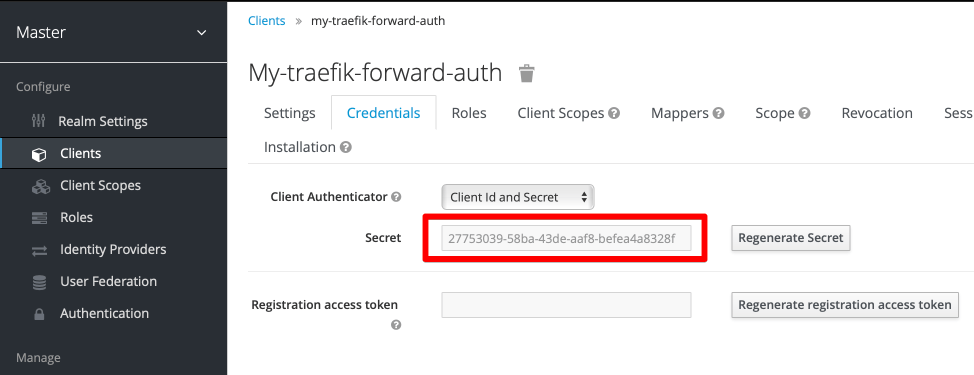 Master
Configure
Realm Settings
Clients
Client Scopes
Roles
Identity Providers
User Federation
Authentication
Manage
Clients » my-traefik-forward-auth
My-traefik-forward-auth
Settings Credentials Roles Client Scopes Mappers Scope Revocation Sess
Installation
Client Authenticator Client Id and Secret
Secret 27753039-58ba-43de-aaf8-befea4a8328f Regenerate Secret
Registration access token Regenerate registration access token